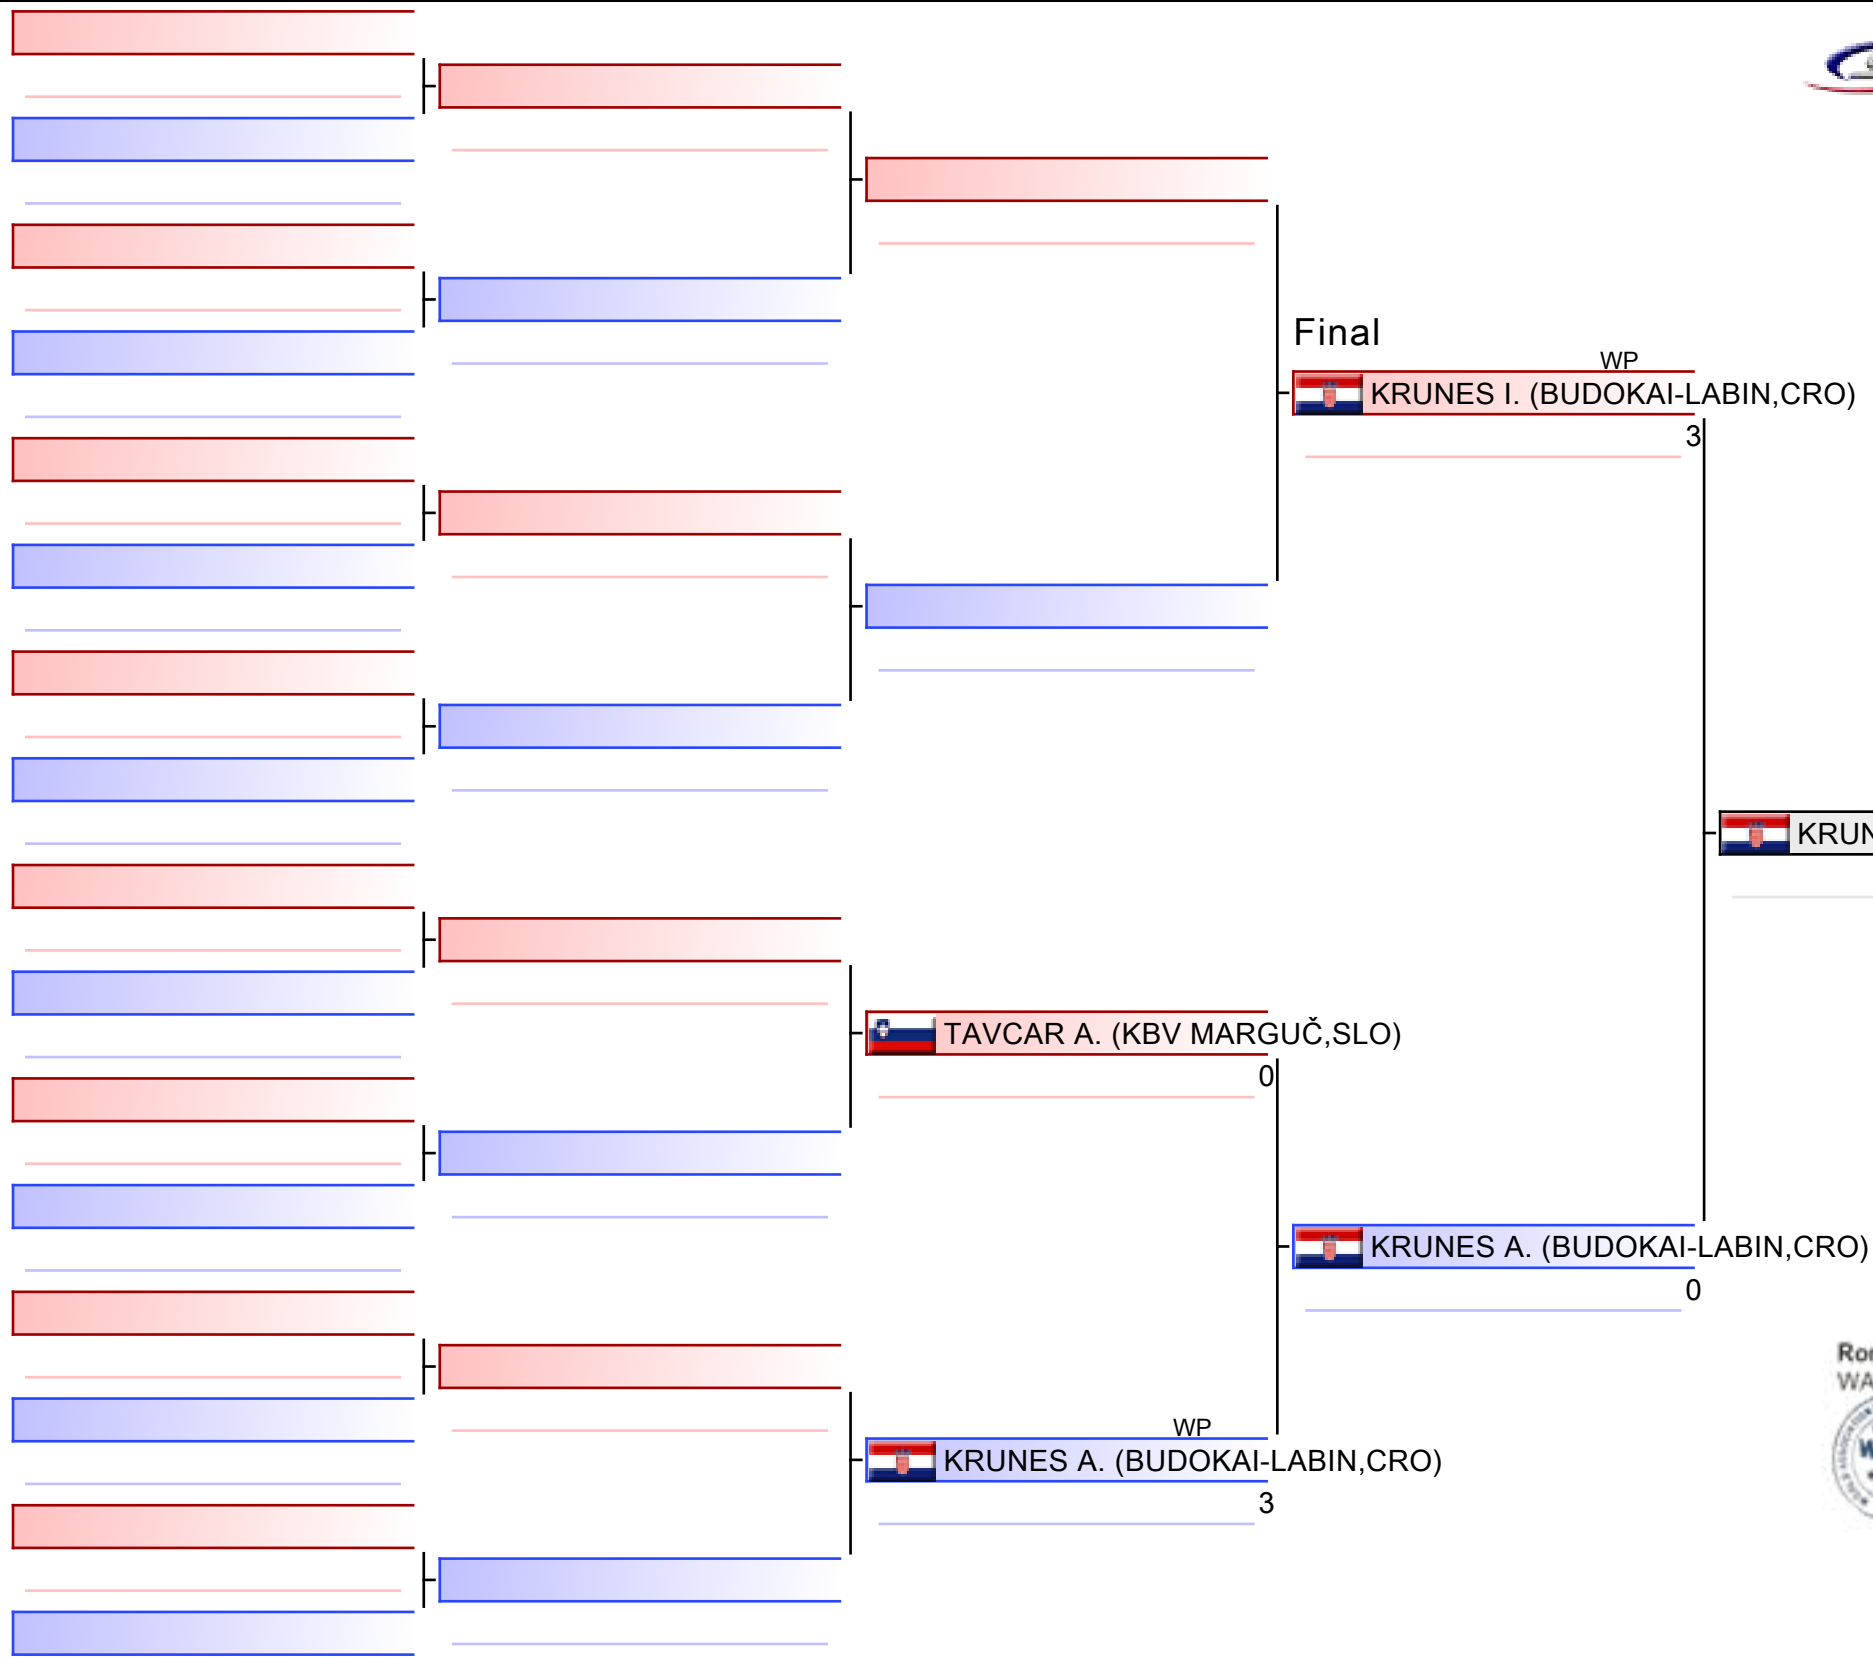 Final
WP
KRUNES I. (BUDOKAI-LABIN,CRO)
3
KRUN
TAVCAR A. (KBV MARGUČ,SLO)
0
KRUNES A. (BUDOKAI-LABIN,CRO)
0
WP
KRUNES A. (BUDOKAI-LABIN,CRO)
3
WA